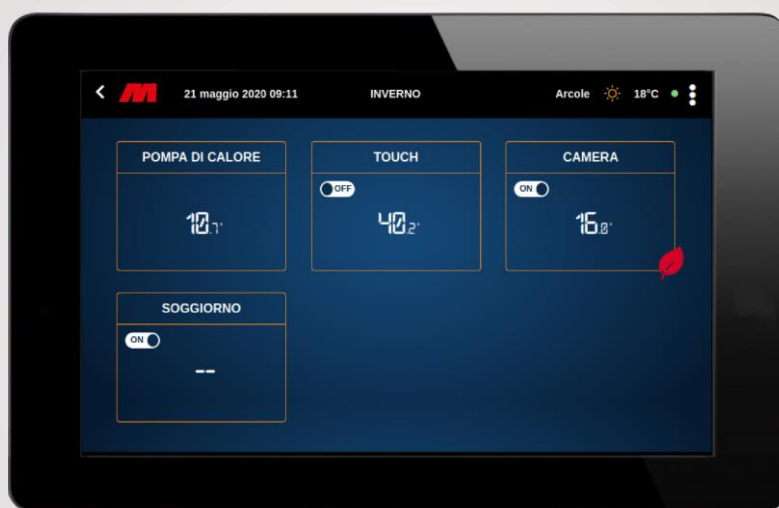 21 maggio 2020 09:11 INVERNO Arcole 18°C
POMPA DI CALORE TOUCH CAMERA
OFF ON
10.7° 40.2° 16.0°
SOGGIORNO
ON
--